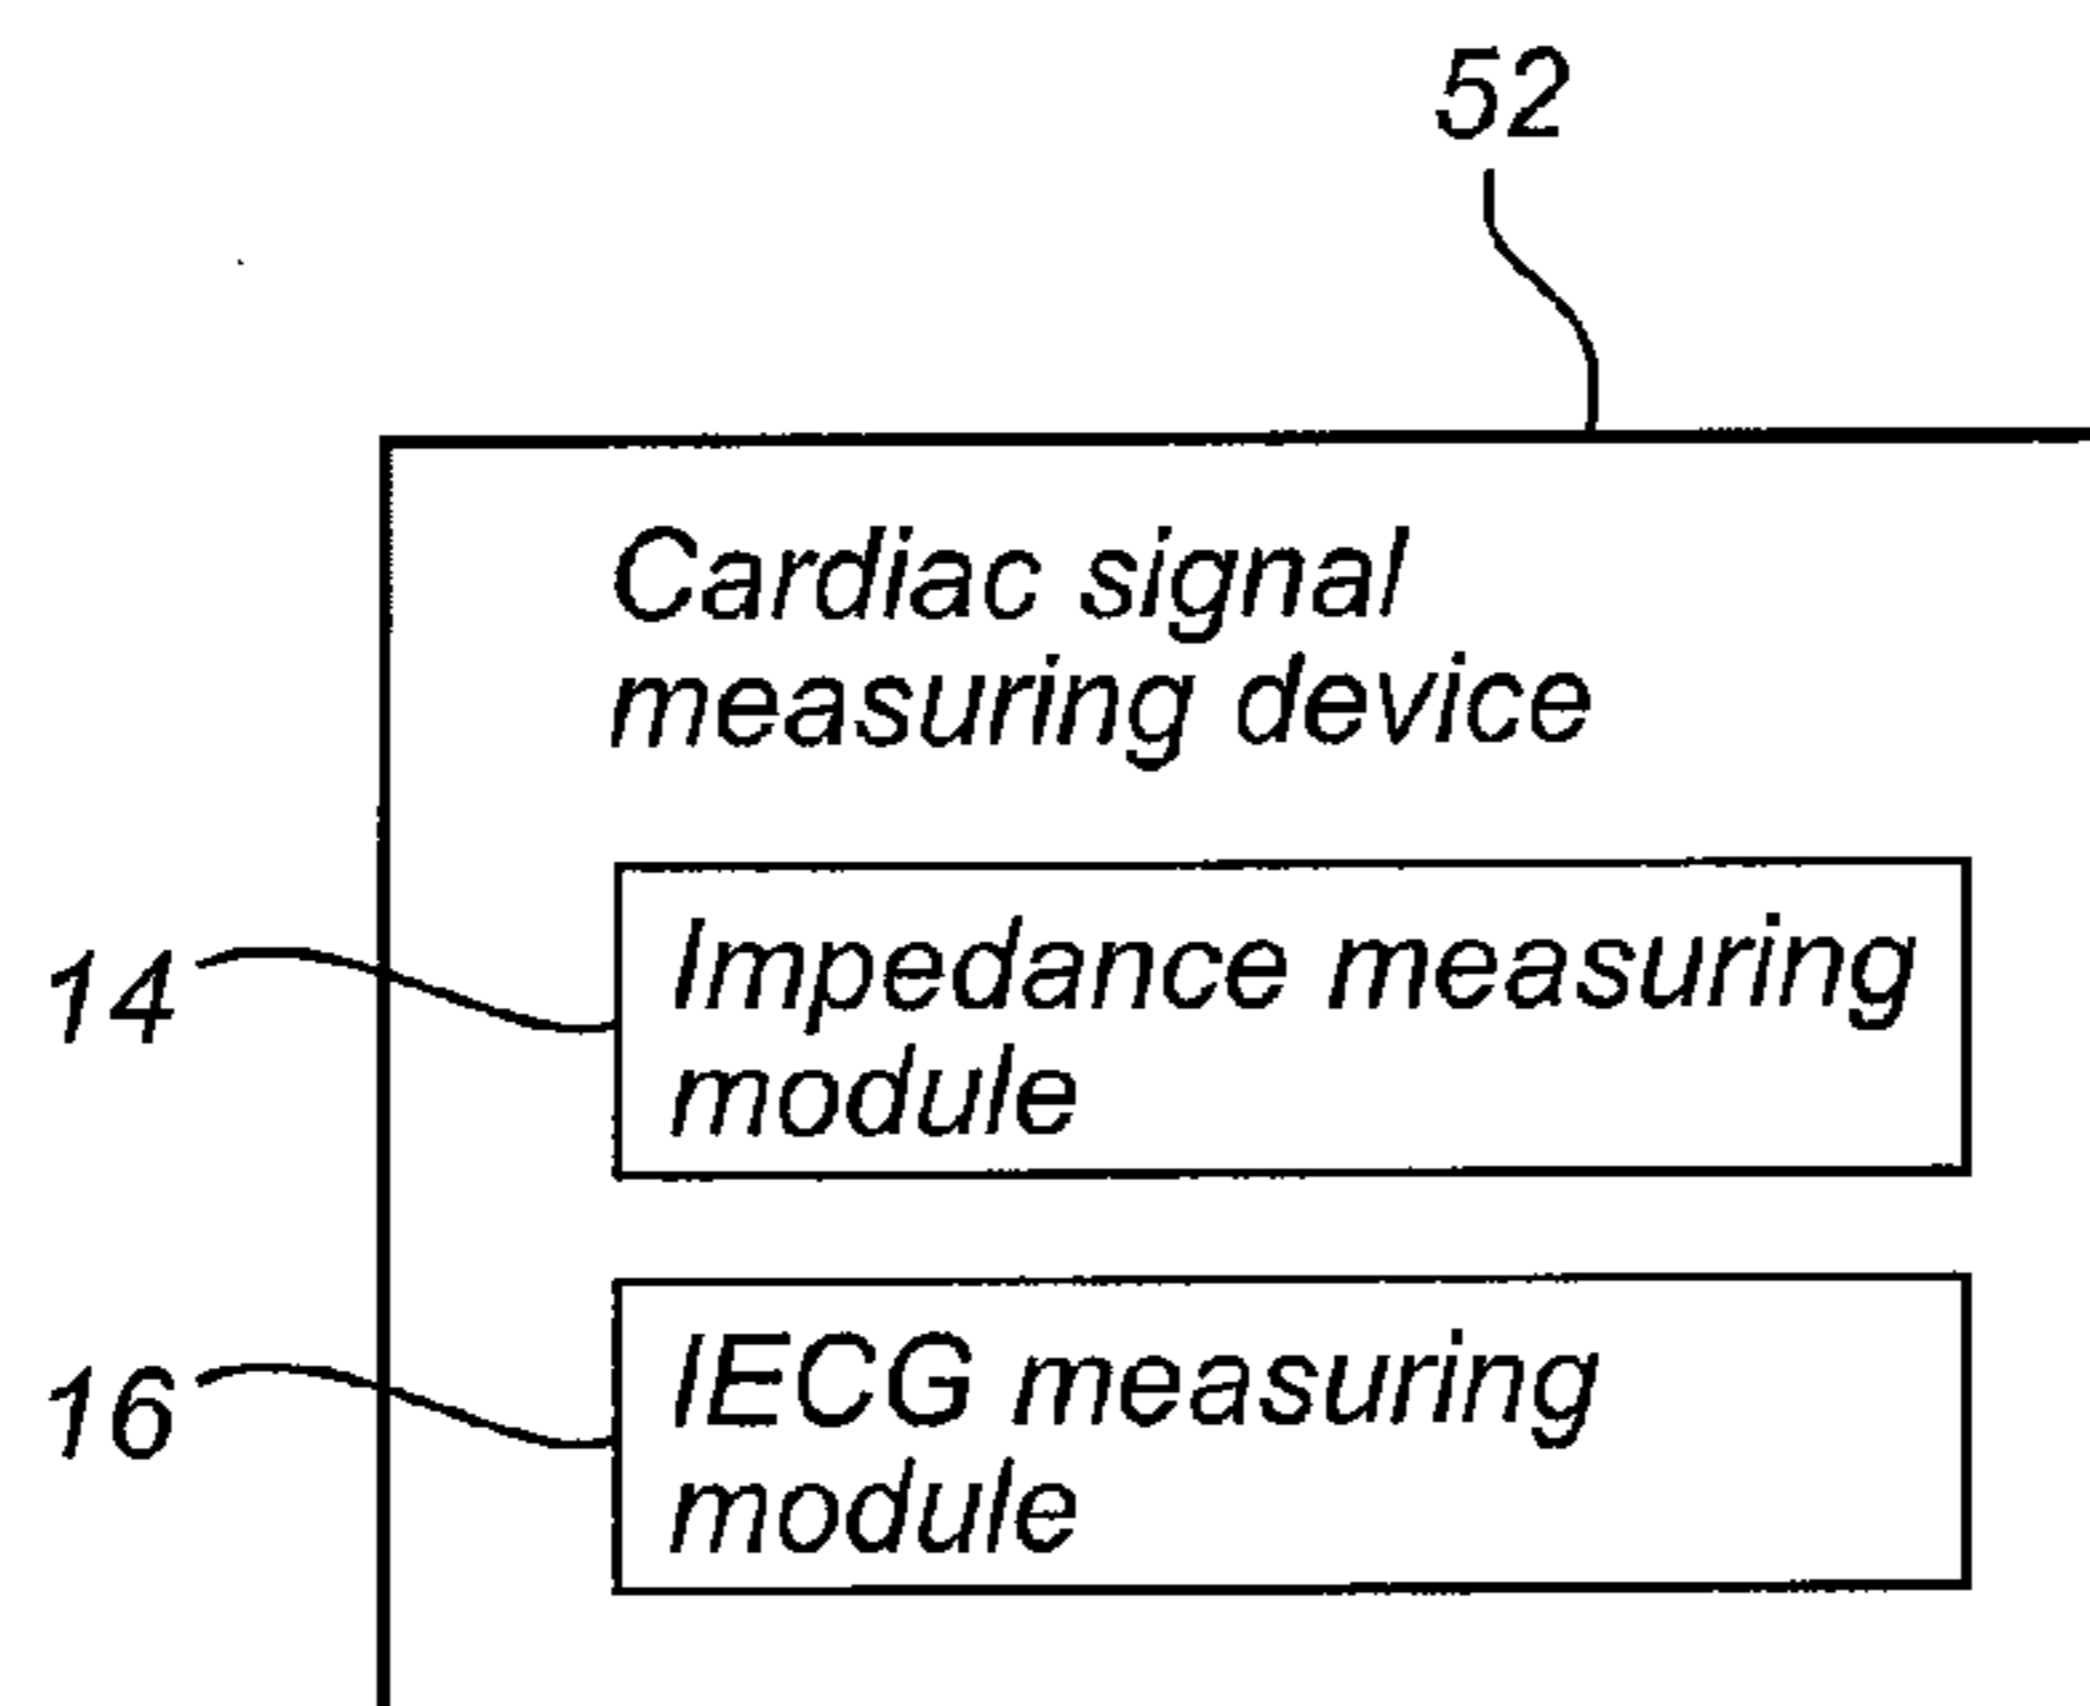 52
Cardiac signal
measuring device
14
Impedance measuring
module
16
IECG measuring
module